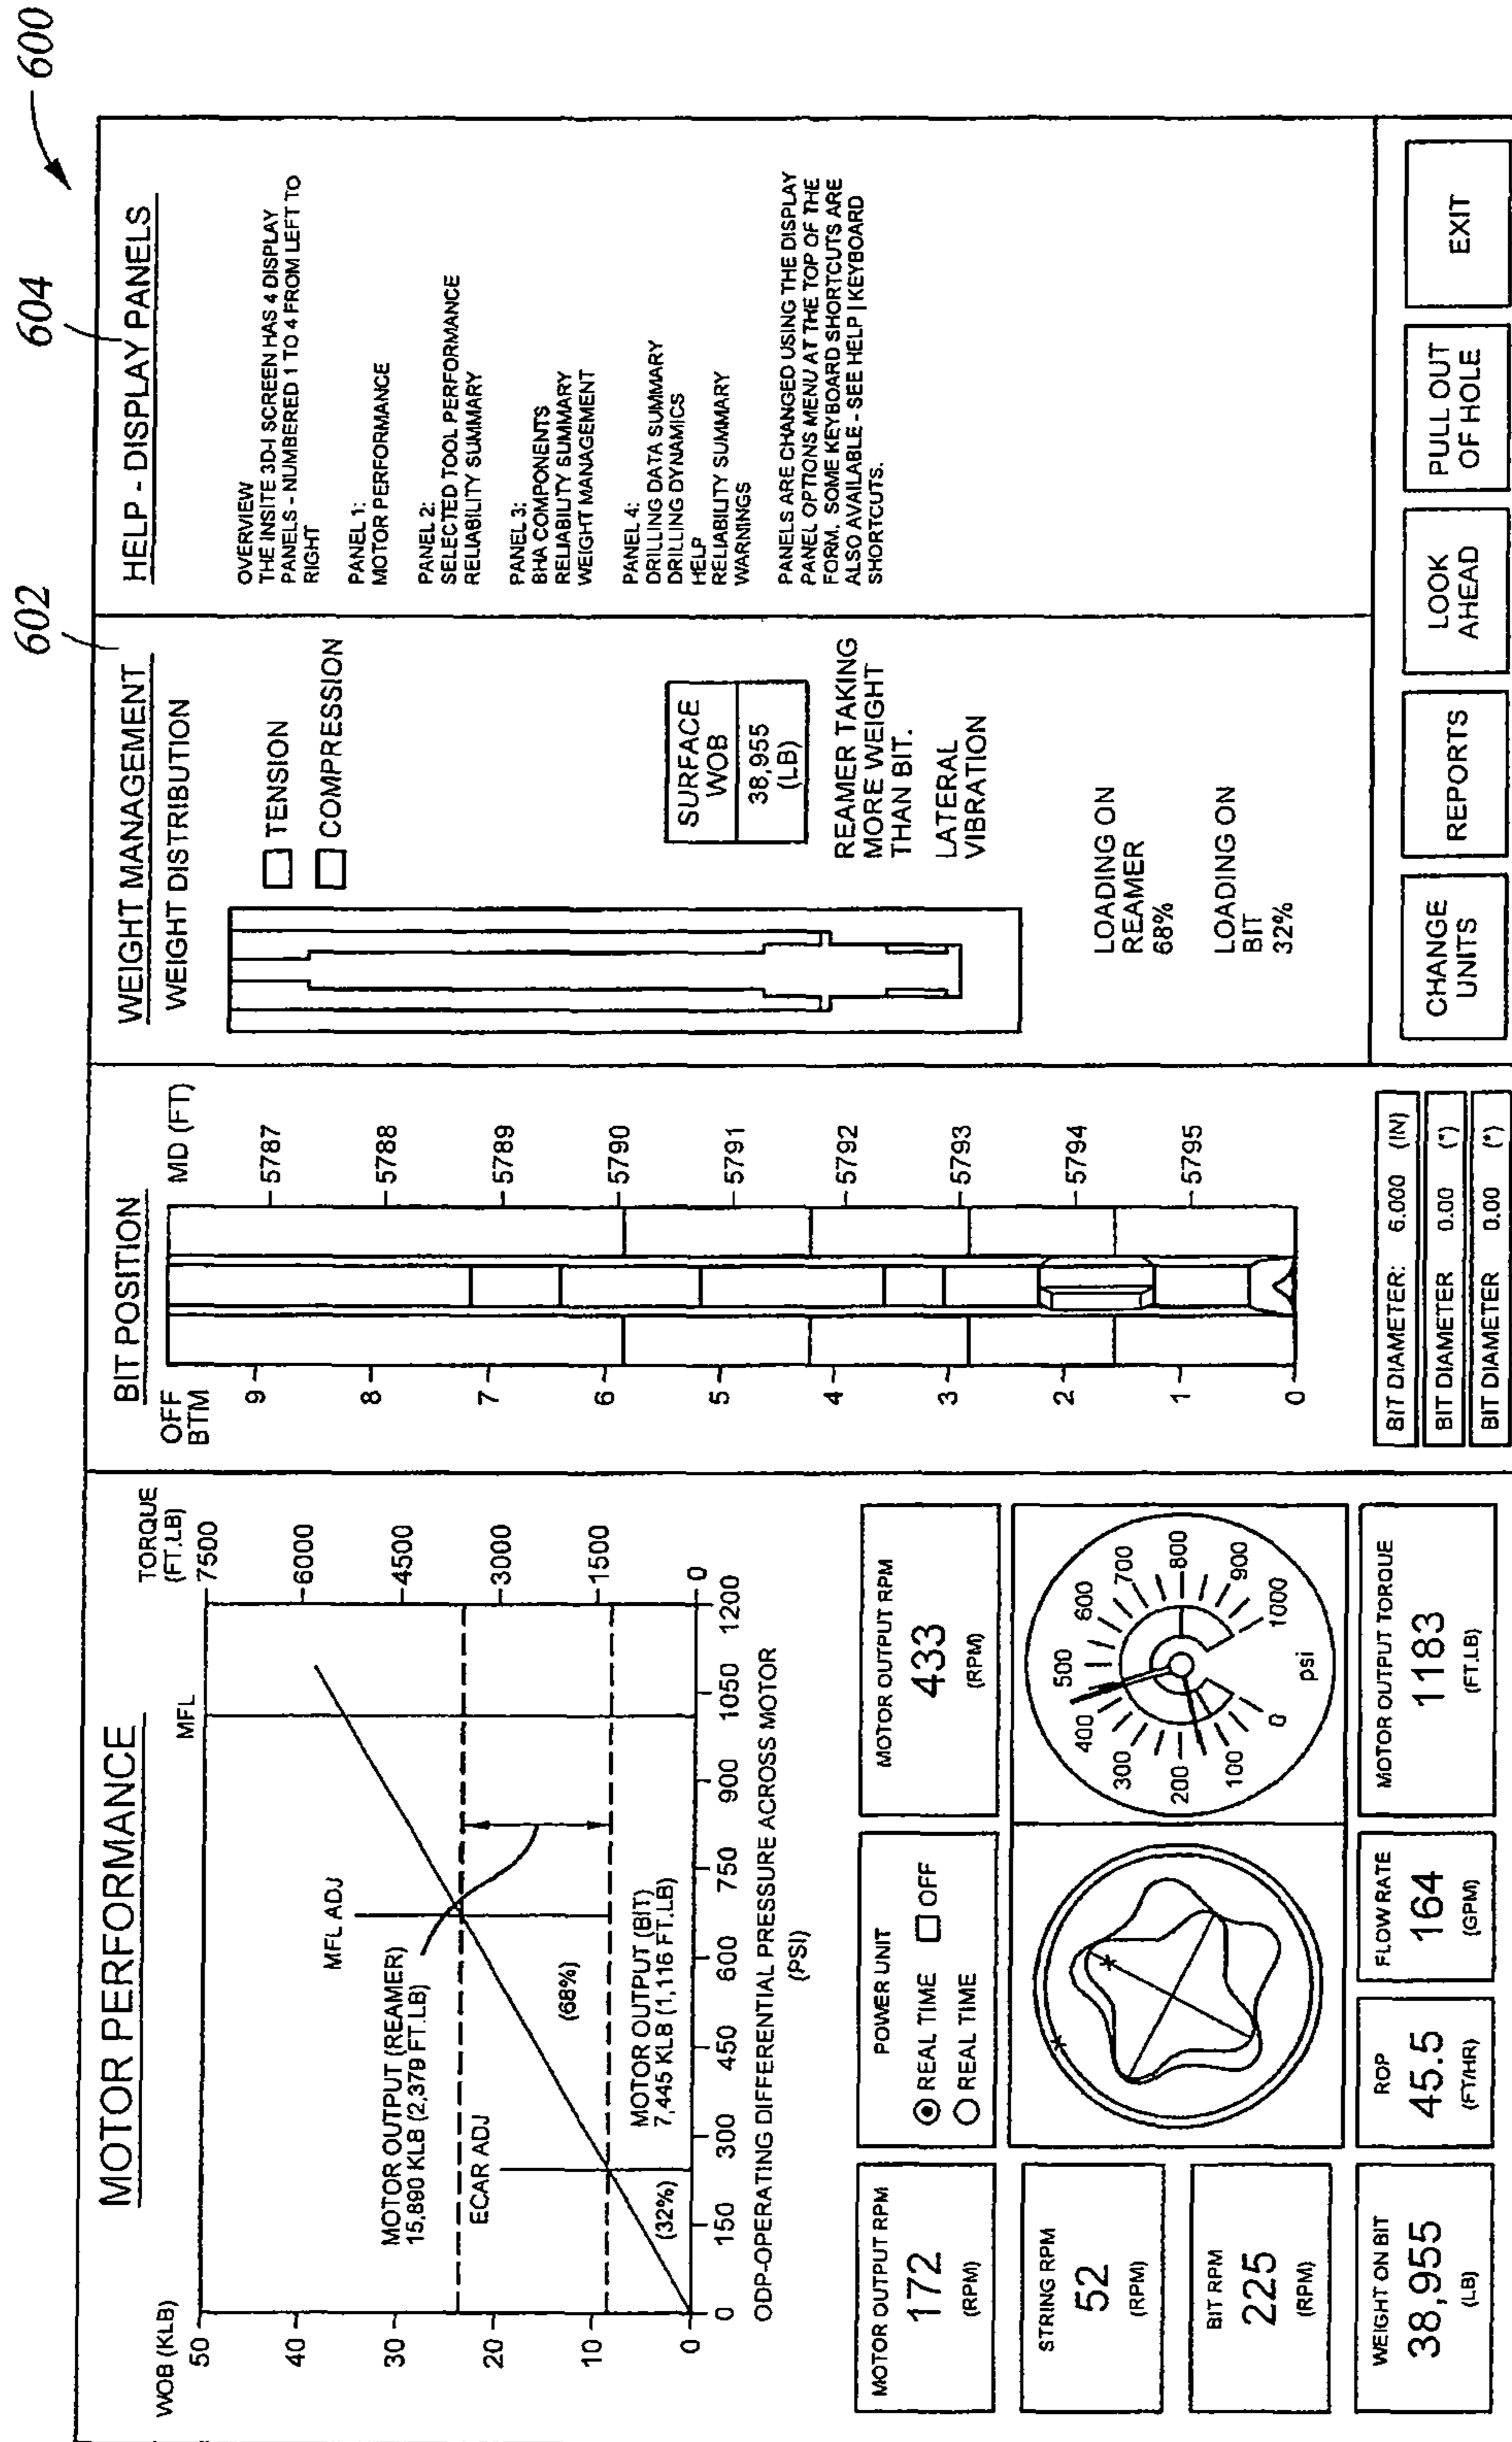 600
602
604
MOTOR PERFORMANCE
WOB (KLB)
TORQUE
(FT.LB)
MFL
50
40
30
20
10
0
7500
6000
4500
3000
1500
0
MFL ADJ
MOTOR OUTPUT (REAMER)
15,890 KLB (2,379 FT.LB)
ECAR ADJ
(68%)
MOTOR OUTPUT (BIT)
7,445 KLB (1,116 FT.LB)
(32%)
0 150 300 450 600 750 900 1050 1200
ODP-OPERATING DIFFERENTIAL PRESSURE ACROSS MOTOR
(PSI)
MOTOR OUTPUT RPM
172
(RPM)
POWER UNIT
REAL TIME OFF
REAL TIME
MOTOR OUTPUT RPM
433
(RPM)
STRING RPM
52
(RPM)
BIT RPM
225
(RPM)
0 100 200 300 400 500 600 700 800 900 1000
psi
WEIGHT ON BIT
38,955
(LB)
ROP
45.5
(FT/HR)
FLOW RATE
164
(GPM)
MOTOR OUTPUT TORQUE
1183
(FT.LB)
BIT POSITION
OFF
BTM
MD (FT)
9
8
7
6
5
4
3
2
1
0
5787
5788
5789
5790
5791
5792
5793
5794
5795
BIT DIAMETER: 6.000 (IN)
BIT DIAMETER 0.00 (")
BIT DIAMETER 0.00 (")
WEIGHT MANAGEMENT
WEIGHT DISTRIBUTION
TENSION
COMPRESSION
SURFACE
WOB
38,955
(LB)
REAMER TAKING
MORE WEIGHT
THAN BIT.
LATERAL
VIBRATION
LOADING ON
REAMER
68%
LOADING ON
BIT
32%
HELP - DISPLAY PANELS
OVERVIEW
THE INSITE 3D-I SCREEN HAS 4 DISPLAY
PANELS - NUMBERED 1 TO 4 FROM LEFT TO
RIGHT
PANEL 1:
MOTOR PERFORMANCE
PANEL 2:
SELECTED TOOL PERFORMANCE
RELIABILITY SUMMARY
PANEL 3:
BHA COMPONENTS
RELIABILITY SUMMARY
WEIGHT MANAGEMENT
PANEL 4:
DRILLING DATA SUMMARY
DRILLING DYNAMICS
HELP
RELIABILITY SUMMARY
WARNINGS
PANELS ARE CHANGED USING THE DISPLAY
PANEL OPTIONS MENU AT THE TOP OF THE
FORM. SOME KEYBOARD SHORTCUTS ARE
ALSO AVAILABLE - SEE HELP | KEYBOARD
SHORTCUTS.
CHANGE
UNITS
REPORTS
LOOK
AHEAD
PULL OUT
OF HOLE
EXIT